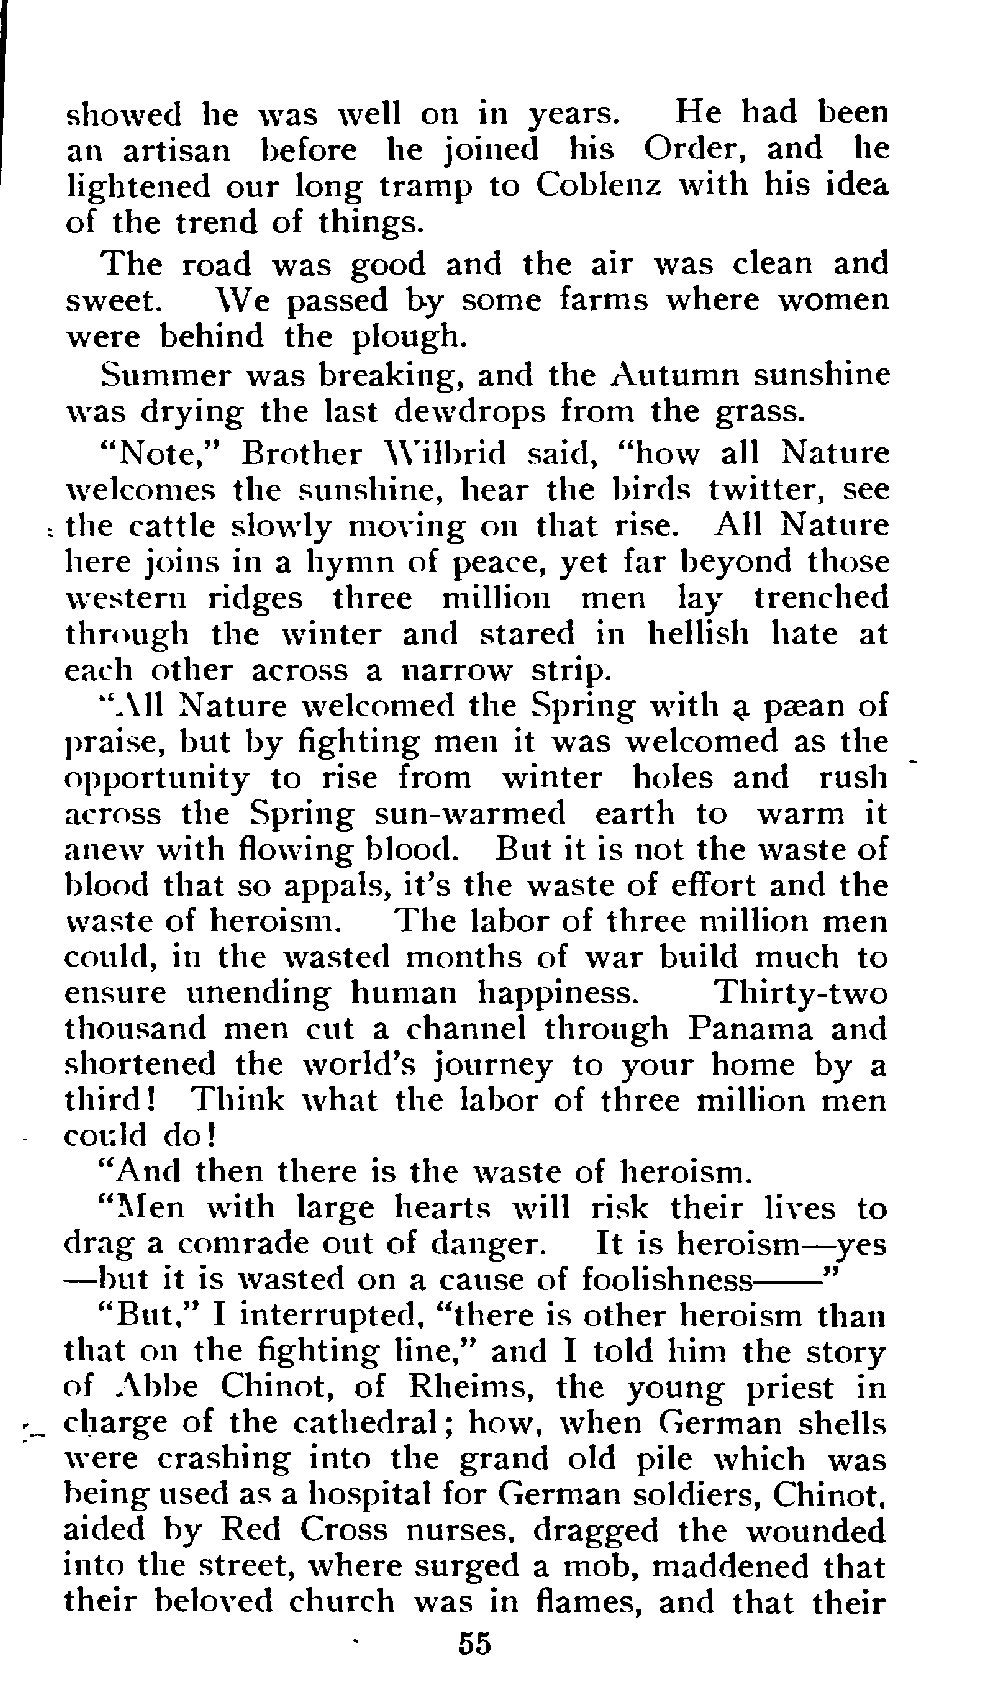 showed he was well on in years. He had been
an artisan before he joined his Order, and he
lightened our long tramp to Coblenz with his idea
of the trend of things.
The road was good and the air was clean and
sweet. We passed by some farms where women
were behind the plough.
Summer was breaking, and the Autumn sunshine
was drying the last dewdrops from the grass.
“Note,” Brother Wilbrid said, “how all Nature
welcomes the sunshine, hear the birds twitter, see
the cattle slowly moving on that rise. All Nature
here joins in a hymn of peace, yet far beyond those
western ridges three million men lay trenched
through the winter and stared in hellish hate at
each other across a narrow strip.
“All Nature welcomed the Spring with a pæan of
praise, but by fighting men it was welcomed as the
opportunity to rise from winter holes and rush
across the Spring sun-warmed earth to warm it
anew with flowing blood. But it is not the waste of
blood that so appals, it’s the waste of effort and the
waste of heroism. The labor of three million men
could, in the wasted months of war build much to
ensure unending human happiness. Thirty-two
thousand men cut a channel through Panama and
shortened the world’s journey to your home by a
third! Think what the labor of three million men
could do!
“And then there is the waste of heroism.
“Men with large hearts will risk their lives to
drag a comrade out of danger. It is heroism—yes
—but it is wasted on a cause of foolishness——”
“But,” I interrupted, “there is other heroism than
that on the fighting line,” and I told him the story
of Abbe Chinot, of Rheims, the young priest in
charge of the cathedral; how, when German shells
were crashing into the grand old pile which was
being used as a hospital for German soldiers, Chinot,
aided by Red Cross nurses, dragged the wounded
into the street, where surged a mob, maddened that
their beloved church was in flames, and that their
55